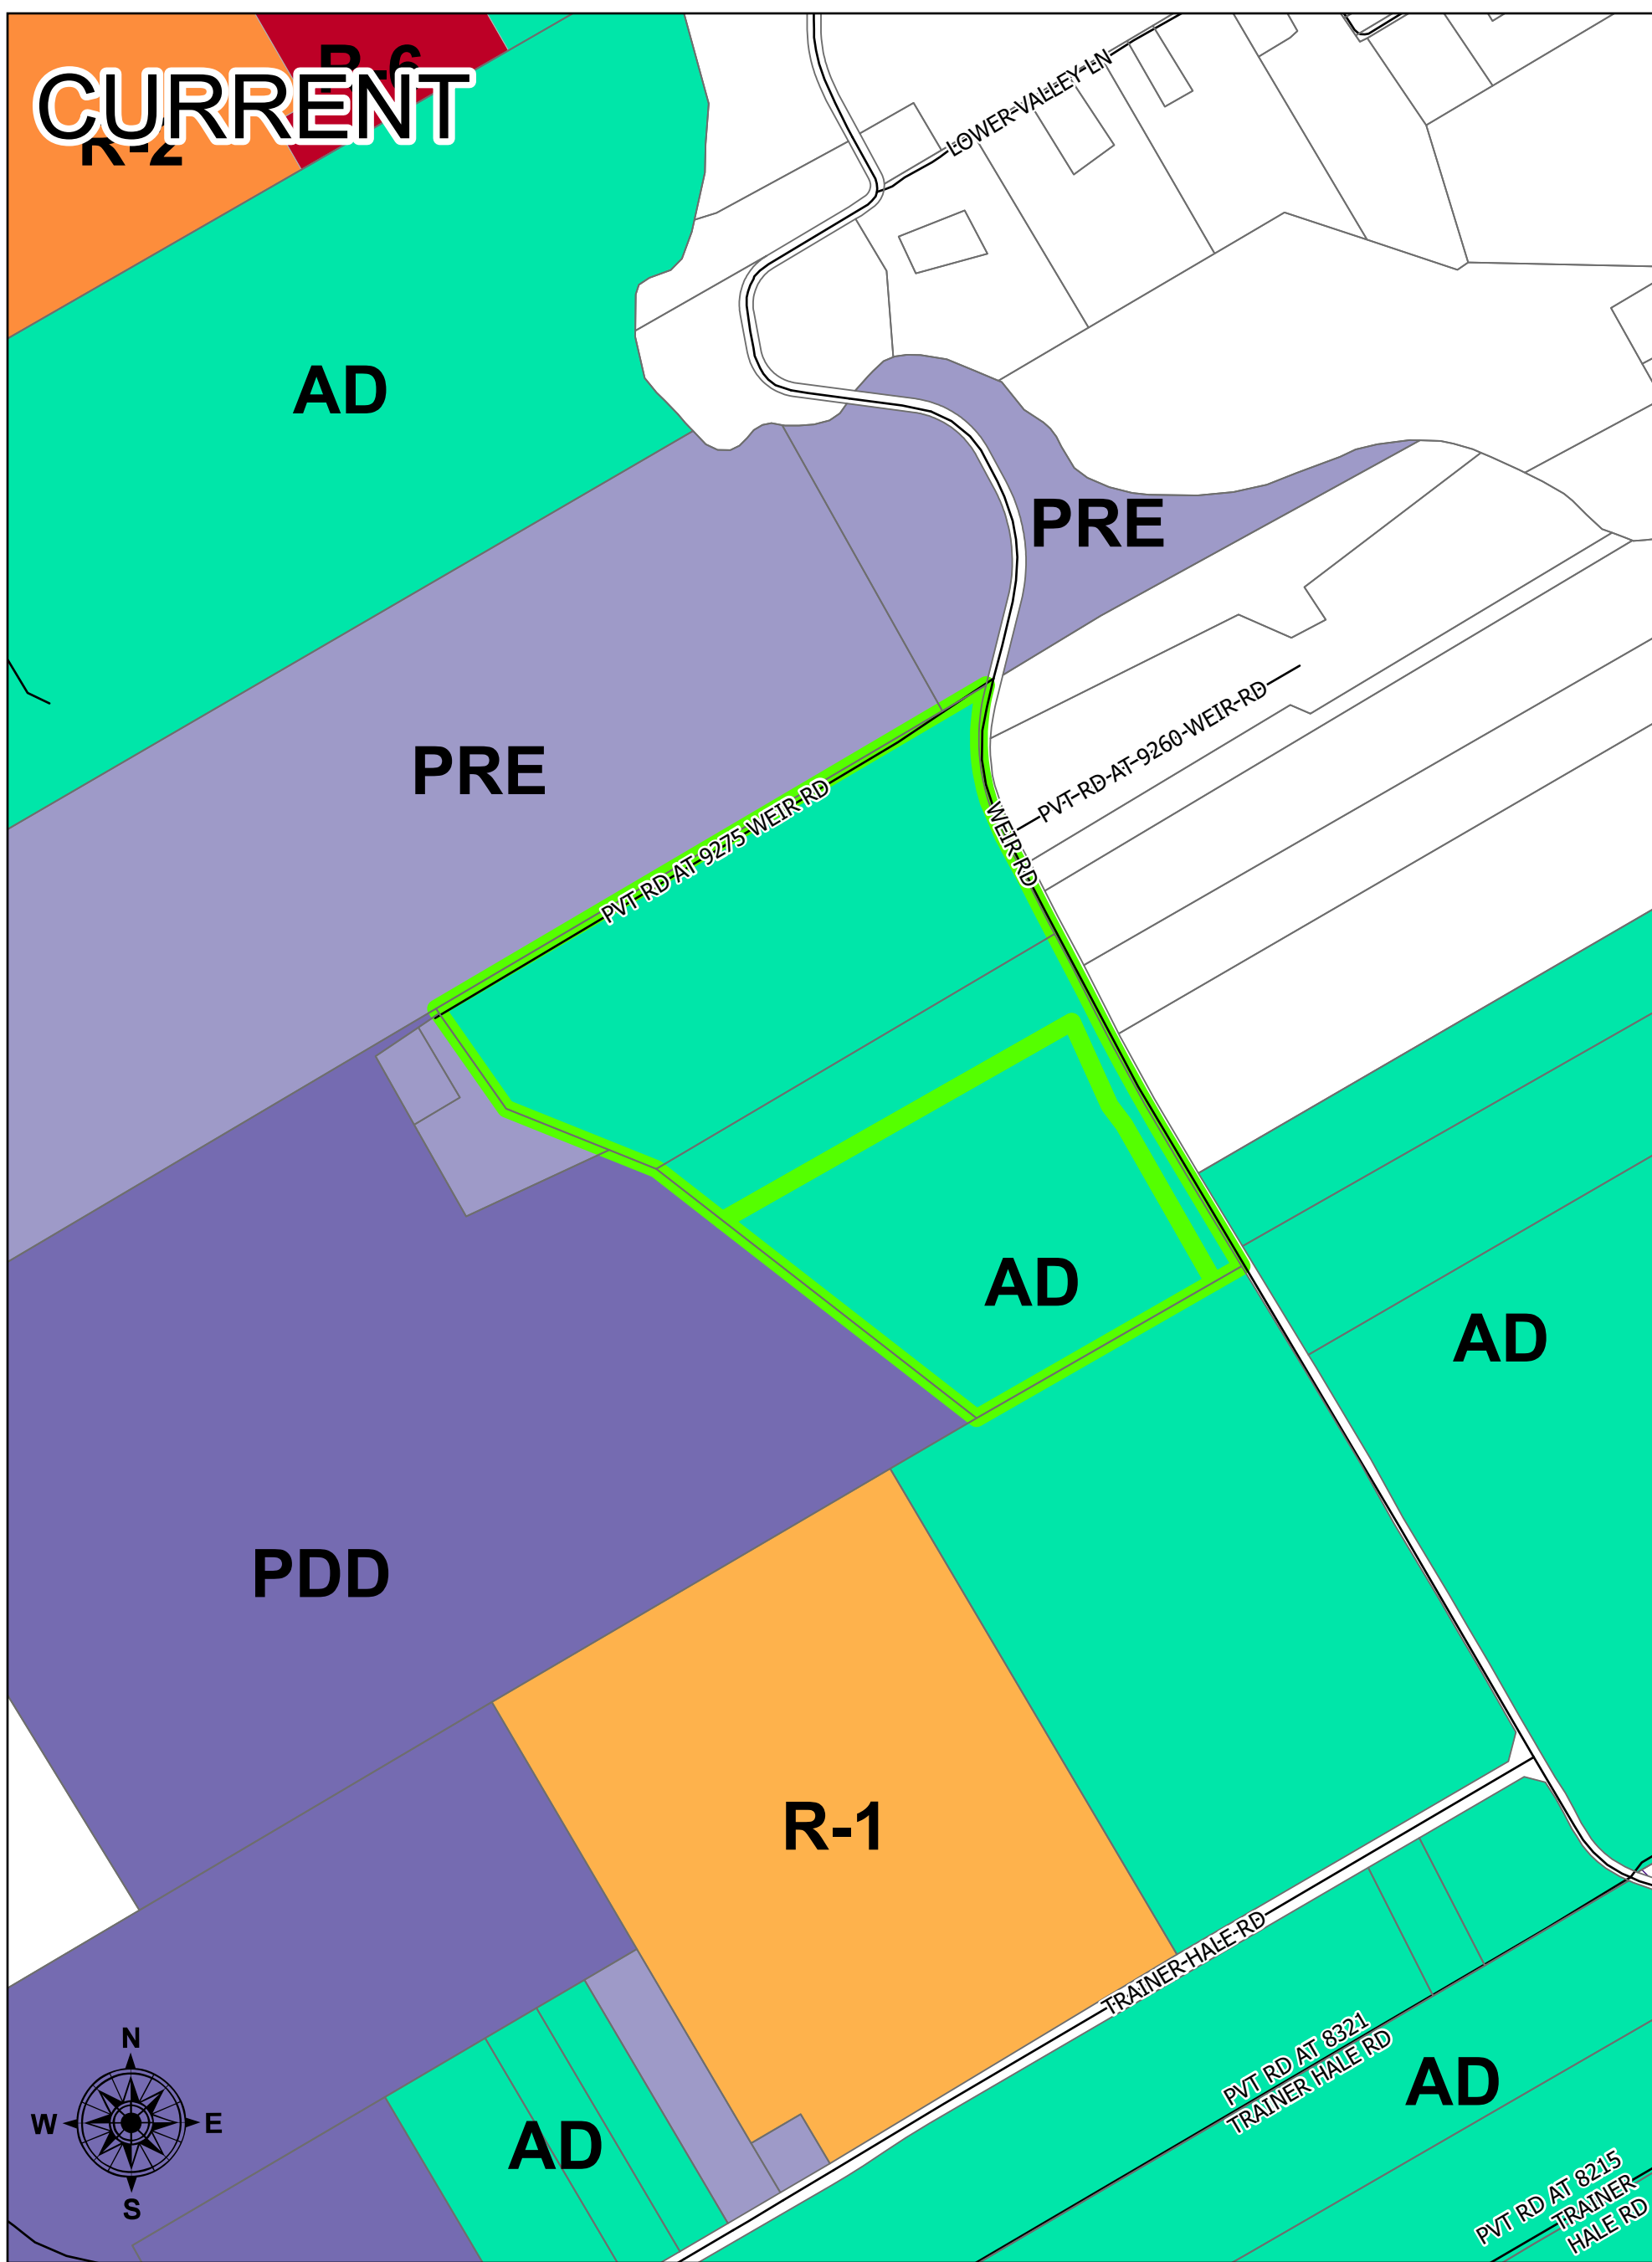 R-6
CURRENT
R-2
LOWER-VALLEY-LN
AD
PRE
PRE
PVT-RD-AT-9260-WEIR-RD
PVT RD AT 9275 WEIR RD
WEIR-RD
AD
AD
PDD
R-1
TRAINER-HALE-RD
PVT RD AT 8321
TRAINER HALE RD
AD
AD
PVT RD AT 8215
TRAINER
HALE RD
N
W
E
S